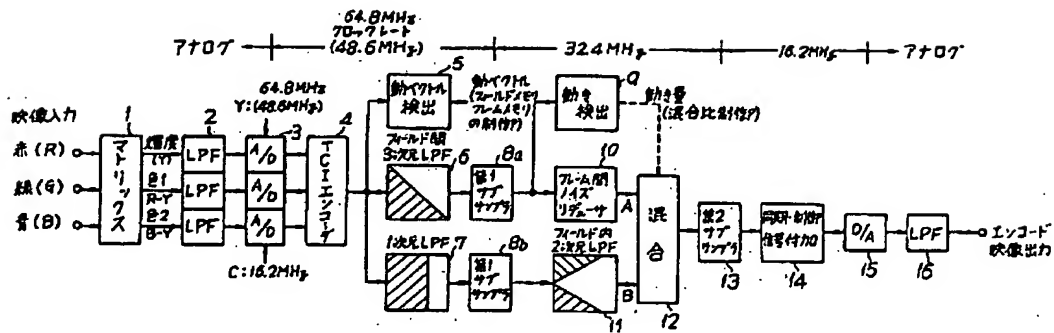 アナログ
64.8MHz
クロックレート
(48.6MHz)
32.4MHz
16.2MHz
アナログ
映像入力
赤(R)
緑(G)
青(B)
1
マトリックス
輝度
(Y)
色1
R-Y
色2
B-Y
2
LPF
LPF
LPF
64.8MHz
Y:(48.6MHz)
3
A/D
A/D
A/D
C:16.2MHz
4
TCIエンコーダ
5
動ベクトル
検出
動ベクトル
(フィールドメモリ
フレームメモリ
の制御)
フィールド間
3次元LPF
6
8a
第1
サブ
サンプラ
1次元LPF
7
8b
第1
サブ
サンプラ
9
動き
検出
動き量
(混合比制御)
10
フレーム間
ノイズ
リデューサ
A
フィールド内
2次元LPF
11
B
混合
12
第2
サブ
サンプラ
13
同期・制御
信号付加
14
D/A
15
LPF
16
エンコード
映像出力